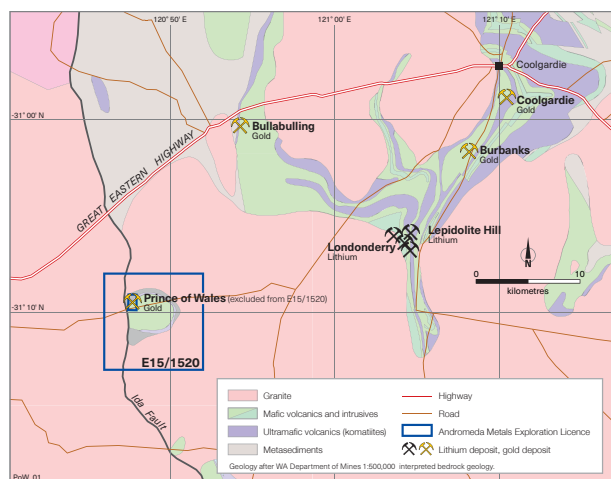 120°50'E
121°00'E
121°10'E
Coolgardie
Coolgardie
Gold
-31°00'N
Bullabulling
Gold
Burbanks
Gold
GREAT EASTERN HIGHWAY
Lepidolite Hill
Lithium
Londonderry
Lithium
N
0 10
kilometres
Prince of Wales (excluded from E15/1520)
Gold
-31°10'N
E15/1520
Ida Fault
Granite
Mafic volcanics and intrusives
Ultramafic volcanics (komatiites)
Metasediments
Highway
Road
Andromeda Metals Exploration Licence
Lithium deposit, gold deposit
Geology after WA Department of Mines 1:500,000 interpreted bedrock geology.
PoW_01